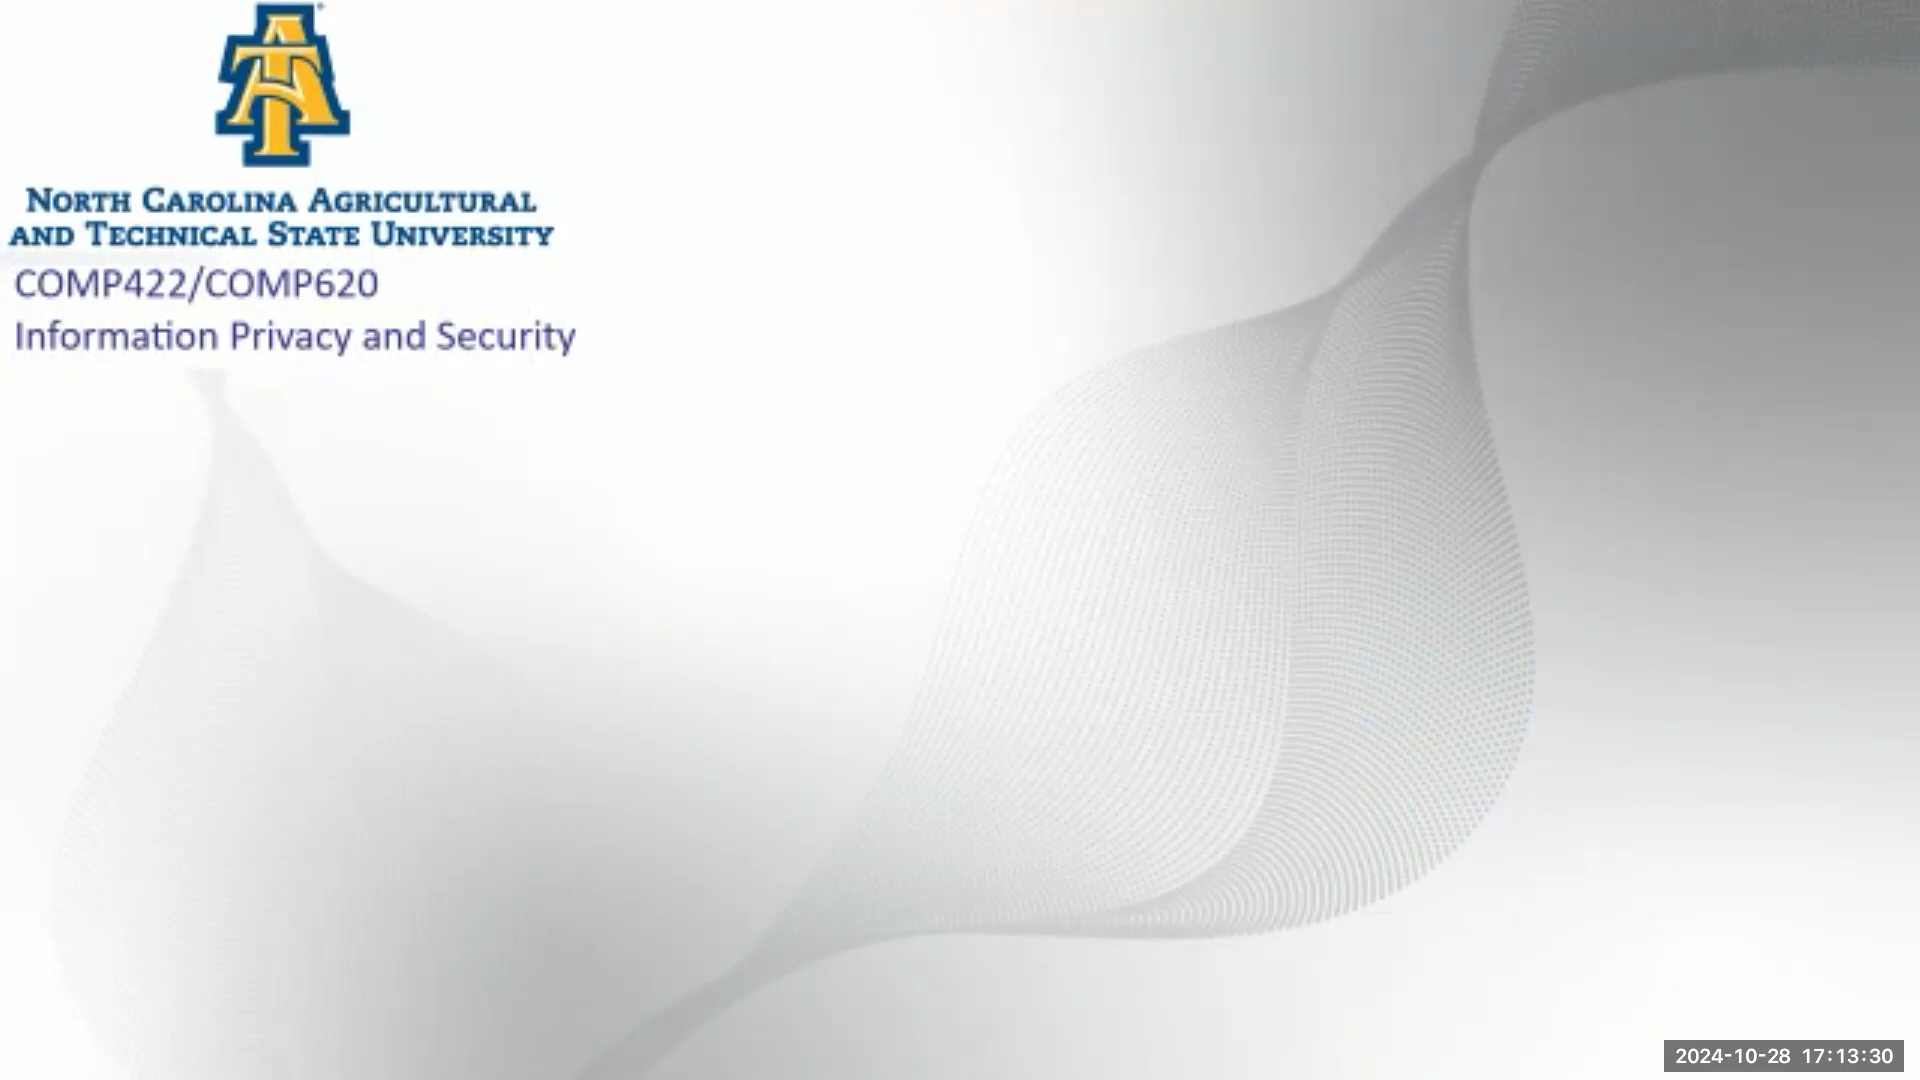 NORTH CAROLINA AGRICULTURAL
AND TECHNICAL STATE UNIVERSITY
COMP422/COMP620
Information Privacy and Security
2024-10-28 17:13:30